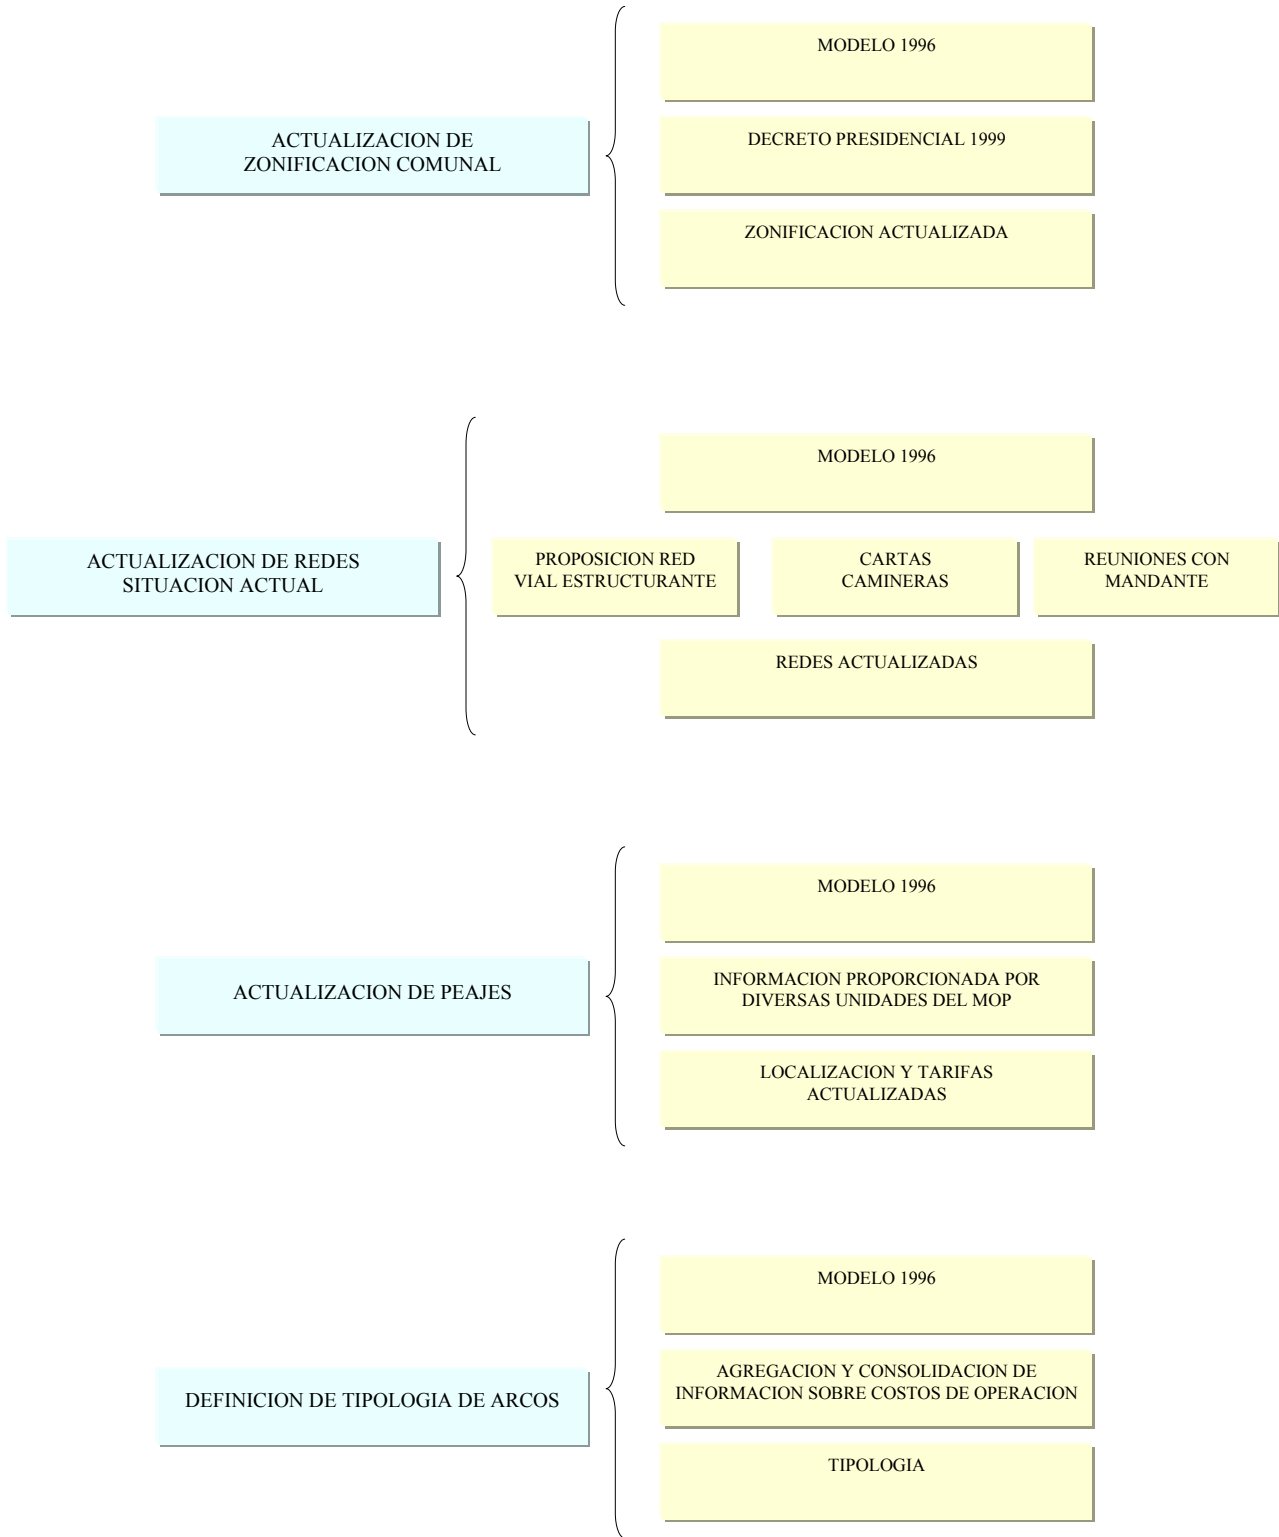 MODELO 1996
ACTUALIZACION DE
ZONIFICACION COMUNAL
DECRETO PRESIDENCIAL 1999
ZONIFICACION ACTUALIZADA
MODELO 1996
ACTUALIZACION DE REDES
SITUACION ACTUAL
PROPOSICION RED
VIAL ESTRUCTURANTE
CARTAS
CAMINERAS
REUNIONES CON
MANDANTE
REDES ACTUALIZADAS
MODELO 1996
ACTUALIZACION DE PEAJES
INFORMACION PROPORCIONADA POR
DIVERSAS UNIDADES DEL MOP
LOCALIZACION Y TARIFAS
ACTUALIZADAS
MODELO 1996
DEFINICION DE TIPOLOGIA DE ARCOS
AGREGACION Y CONSOLIDACION DE
INFORMACION SOBRE COSTOS DE OPERACION
TIPOLOGIA